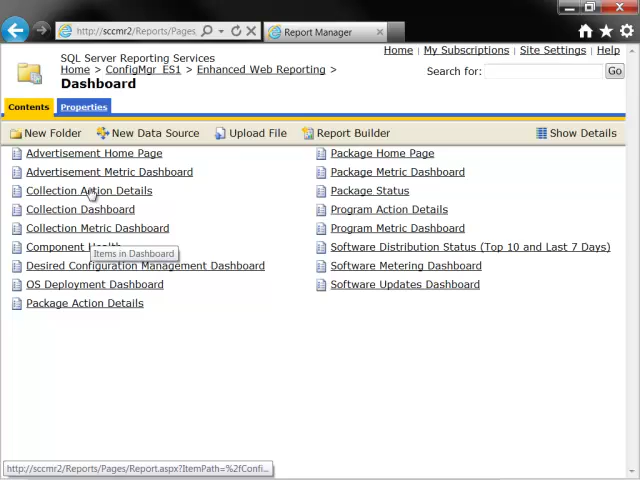 http://sccmr2/Reports/Pages
Report Manager
Home | My Subscriptions | Site Settings | Help
SQL Server Reporting Services
Home > ConfigMgr_ES1 > Enhanced Web Reporting >
Dashboard
Search for:
Go
Contents
Properties
New Folder
New Data Source
Upload File
Report Builder
Show Details
Advertisement Home Page
Advertisement Metric Dashboard
Collection Action Details
Collection Dashboard
Collection Metric Dashboard
Component
Items in Dashboard
Desired Configuration Management Dashboard
OS Deployment Dashboard
Package Action Details
Package Home Page
Package Metric Dashboard
Package Status
Program Action Details
Program Metric Dashboard
Software Distribution Status (Top 10 and Last 7 Days)
Software Metering Dashboard
Software Updates Dashboard
http://sccmr2/Reports/Pages/Report.aspx?ItemPath=%2fConfi...